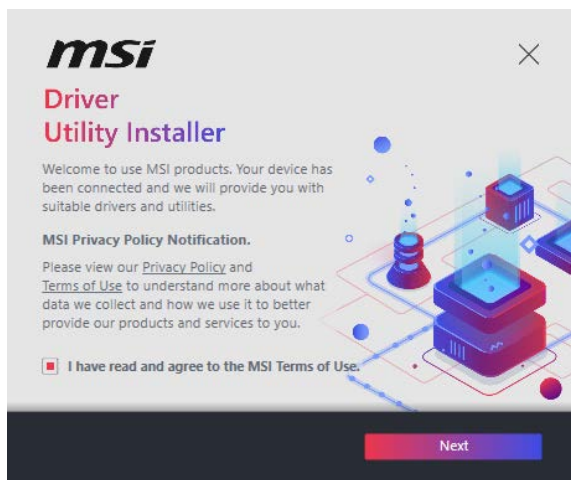 msi
Driver
Utility Installer
Welcome to use MSI products. Your device has
been connected and we will provide you with
suitable drivers and utilities.
MSI Privacy Policy Notification.
Please view our Privacy Policy and
Terms of Use to understand more about what
data we collect and how we use it to better
provide our products and services to you.
I have read and agree to the MSI Terms of Use.
Next